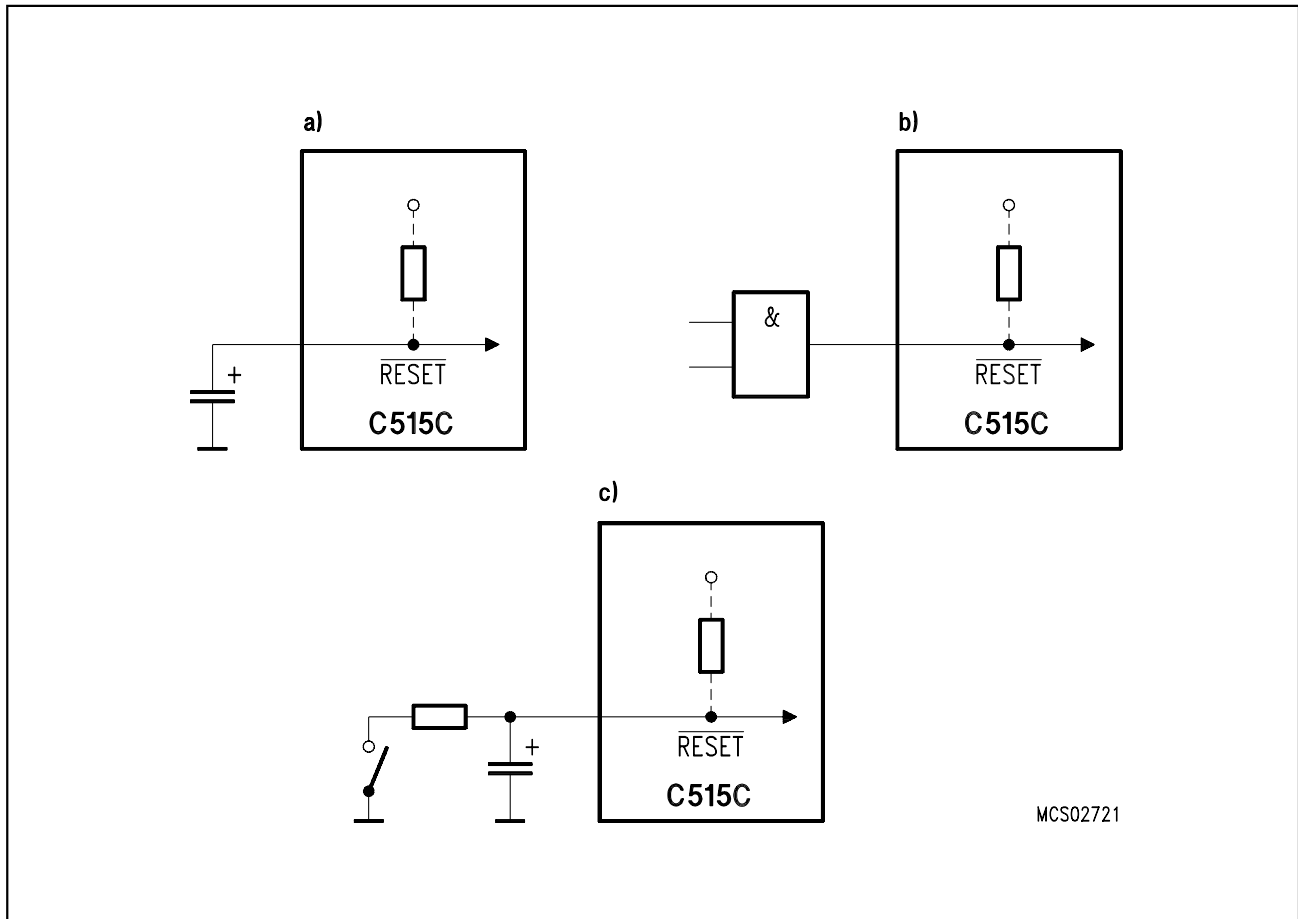 a)
+
RESET
C515C
b)
&
RESET
C515C
c)
+
RESET
C515C
MCS02721